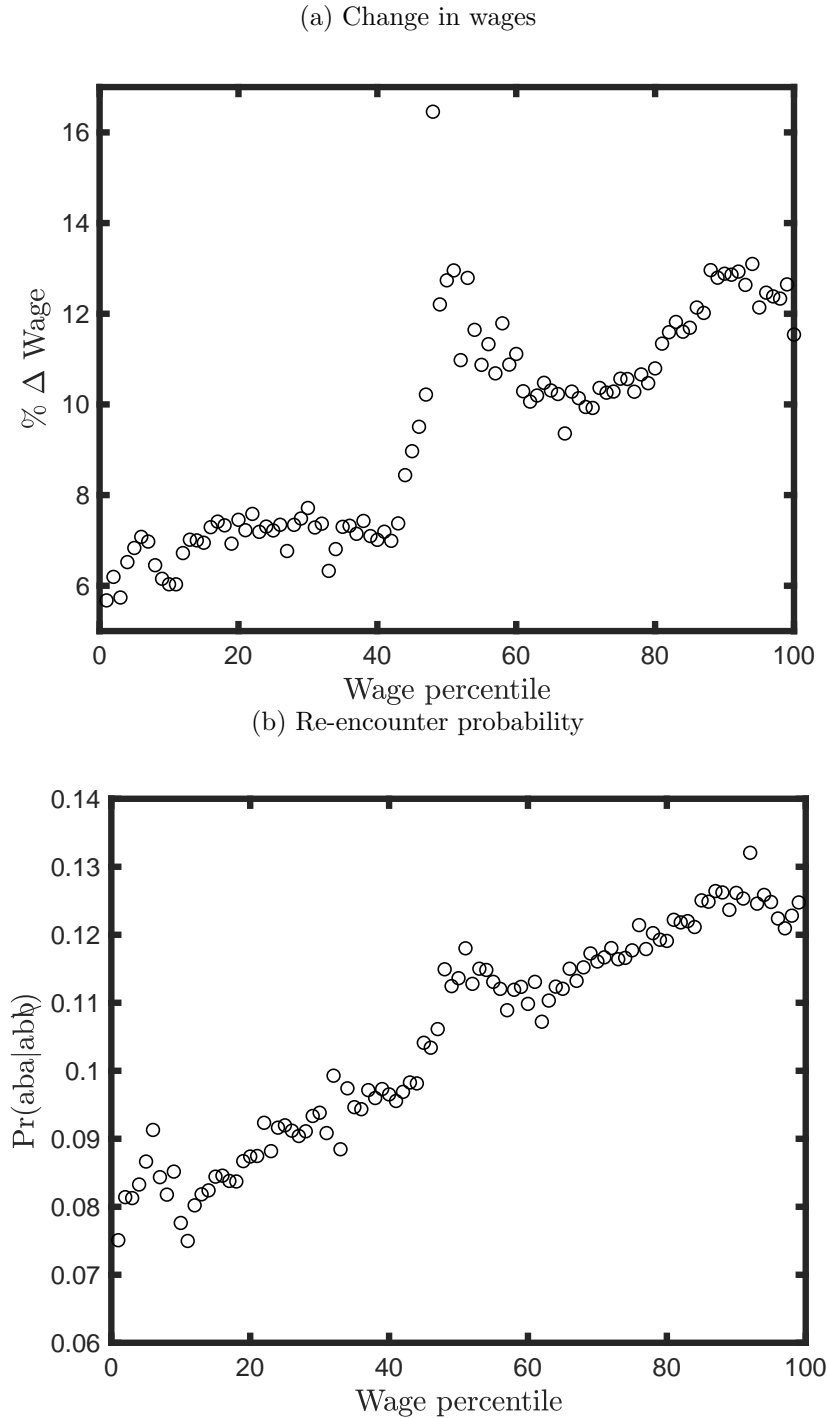 (a) Change in wages
16
14
12
10
8
6
% Δ Wage
0 20 40 60 80 100
Wage percentile
(b) Re-encounter probability
0.14
0.13
0.12
0.11
0.1
0.09
0.08
0.07
0.06
Pr(aba|abb)
0 20 40 60 80 100
Wage percentile